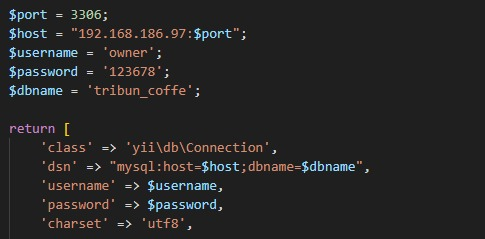 $port = 3306;
$host = "192.168.186.97:$port";
$username = 'owner';
$password = '123678';
$dbname = 'tribun_coffe';
return [
'class' => 'yii\db\Connection',
'dsn' => "mysql:host=$host;dbname=$dbname",
'username' => $username,
'password' => $password,
'charset' => 'utf8',